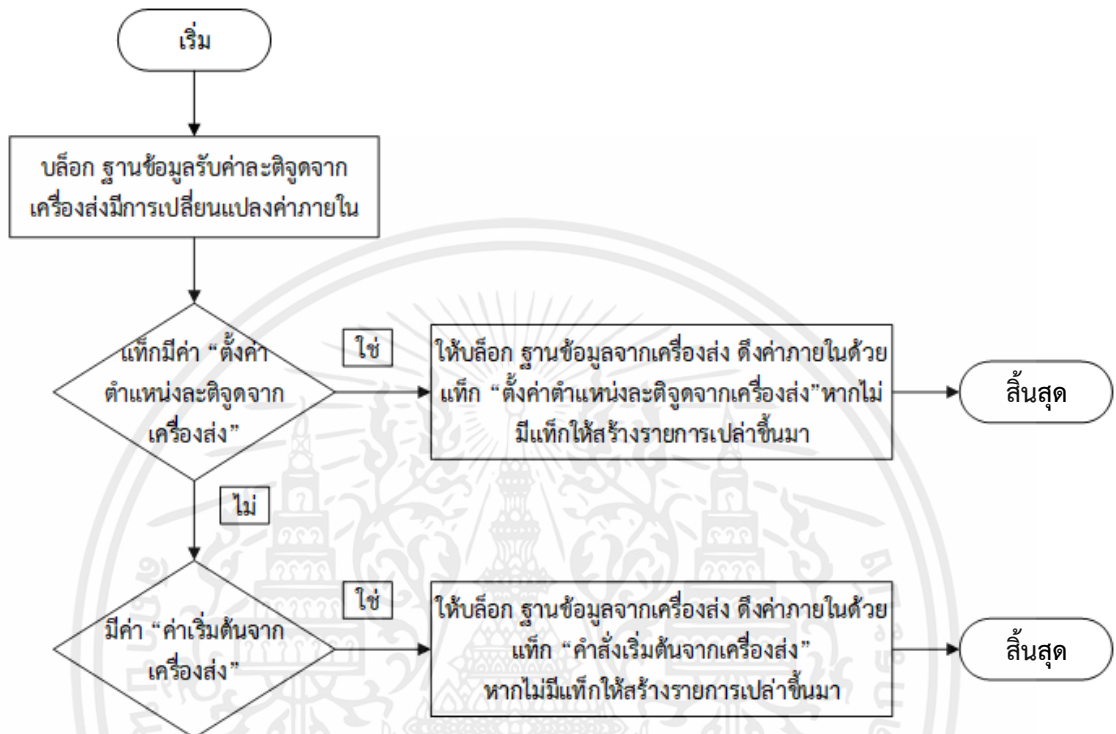 เริ่ม
บล็อก ฐานข้อมูลรับค่าละติจูดจาก
เครื่องส่งมีการเปลี่ยนแปลงค่าภายใน
แท็กมีค่า “ตั้งค่า
ตำแหน่งละติจูดจาก
เครื่องส่ง”
ใช่
ให้บล็อก ฐานข้อมูลจากเครื่องส่ง ดึงค่าภายในด้วย
แท็ก “ตั้งค่าตำแหน่งละติจูดจากเครื่องส่ง”หากไม่
มีแท็กให้สร้างรายการเปล่าขึ้นมา
สิ้นสุด
ไม่
มีค่า “ค่าเริ่มต้นจาก
เครื่องส่ง”
ใช่
ให้บล็อก ฐานข้อมูลจากเครื่องส่ง ดึงค่าภายในด้วย
แท็ก “คำสั่งเริ่มต้นจากเครื่องส่ง”
หากไม่มีแท็กให้สร้างรายการเปล่าขึ้นมา
สิ้นสุด